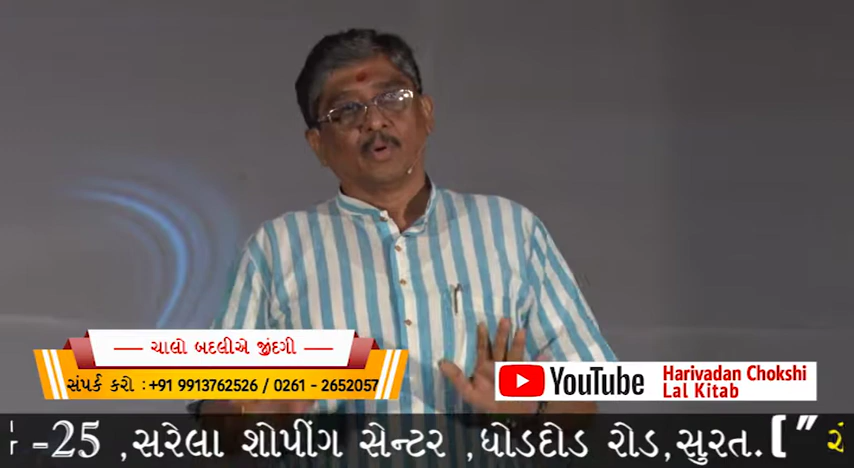 ચાલો બદલીએ જીંદગી
સંપર્ક કરો :+91 9913762526 / 0261 - 2652057
YouTube
Harivadan Chokshi
Lal Kitab
-25 ,સરેલા શોપીંગ સેન્ટર ,ધોડદોડ રોડ,સુરત.(”